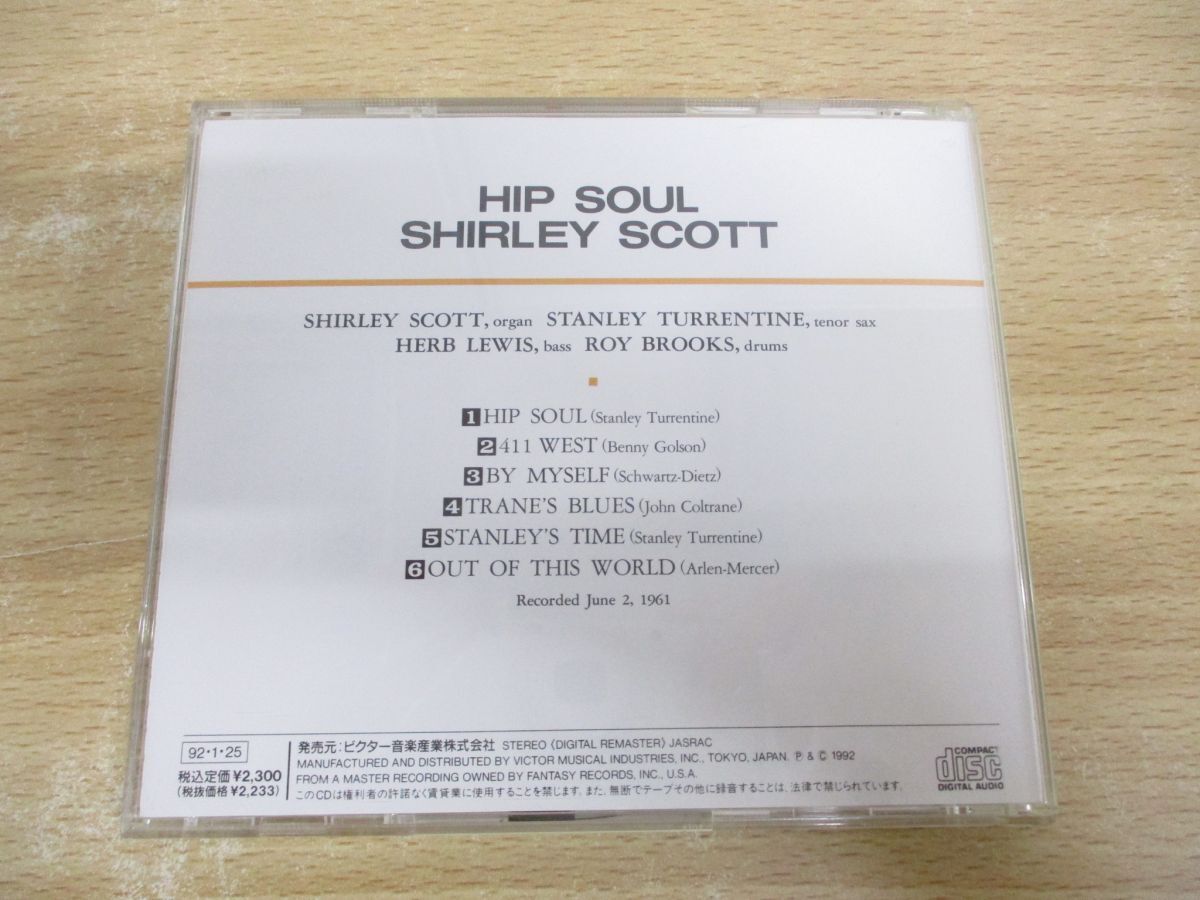 HIP SOUL
SHIRLEY SCOTT
SHIRLEY SCOTT, organ STANLEY TURRENTINE, tenor sax
HERB LEWIS, bass ROY BROOKS, drums
1 HIP SOUL (Stanley Turrentine)
2 411 WEST (Benny Golson)
3 BY MYSELF (Schwartz-Dietz)
4 TRANE'S BLUES (John Coltrane)
5 STANLEY'S TIME (Stanley Turrentine)
6 OUT OF THIS WORLD (Arlen-Mercer)
Recorded June 2, 1961
92・1・25
税込定価¥2,300
(税抜価格¥2,233)
発売元:ビクター音楽産業株式会社 STEREO 〈DIGITAL REMASTER〉 JASRAC
MANUFACTURED AND DISTRIBUTED BY VICTOR MUSICAL INDUSTRIES, INC., TOKYO, JAPAN. ℗ & © 1992
FROM A MASTER RECORDING OWNED BY FANTASY RECORDS, INC., U.S.A.
このCDは権利者の許諾なく賃貸業に使用することを禁じます。また、無断でテープその他に録音することは、法律で禁じられています。
COMPACT
disc
DIGITAL AUDIO